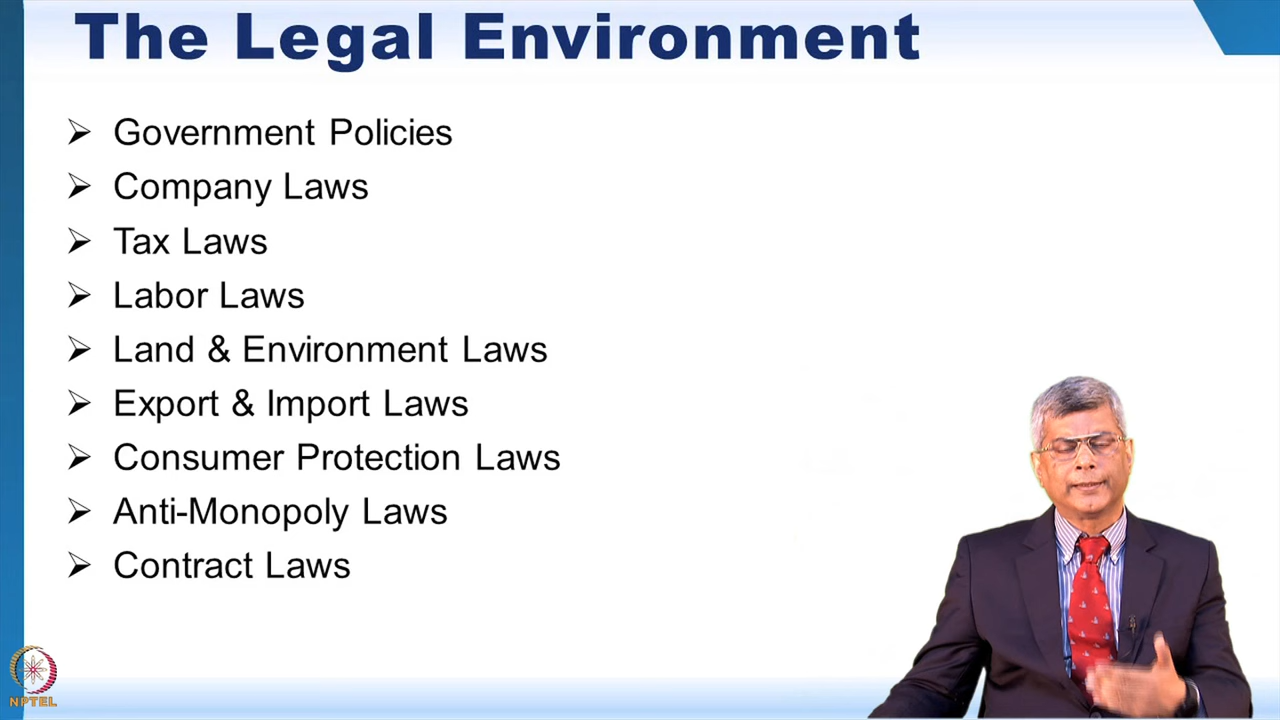 The Legal Environment
Government Policies
Company Laws
Tax Laws
Labor Laws
Land & Environment Laws
Export & Import Laws
Consumer Protection Laws
Anti-Monopoly Laws
Contract Laws
NPTEL